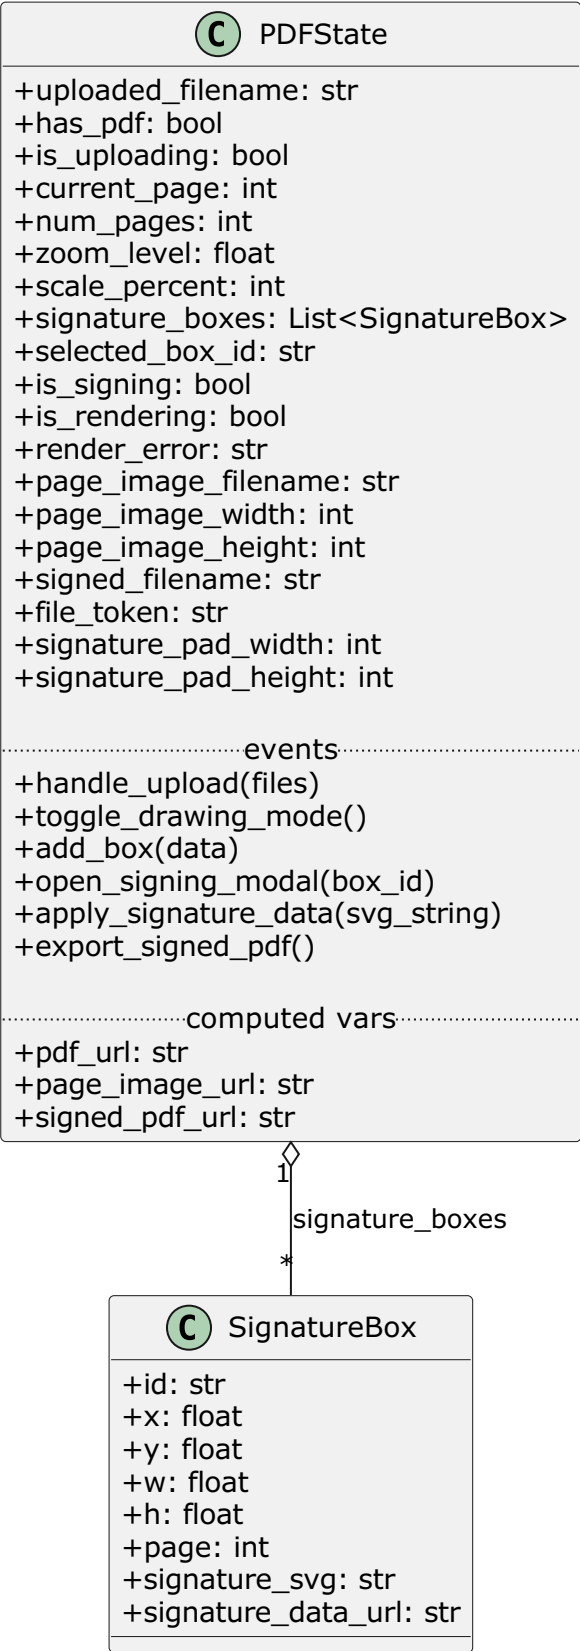 C PDFState
+uploaded_filename: str
+has_pdf: bool
+is_uploading: bool
+current_page: int
+num_pages: int
+zoom_level: float
+scale_percent: int
+signature_boxes: List<SignatureBox>
+selected_box_id: str
+is_signing: bool
+is_rendering: bool
+render_error: str
+page_image_filename: str
+page_image_width: int
+page_image_height: int
+signed_filename: str
+file_token: str
+signature_pad_width: int
+signature_pad_height: int
events
+handle_upload(files)
+toggle_drawing_mode()
+add_box(data)
+open_signing_modal(box_id)
+apply_signature_data(svg_string)
+export_signed_pdf()
computed vars
+pdf_url: str
+page_image_url: str
+signed_pdf_url: str
1
signature_boxes
*
C SignatureBox
+id: str
+x: float
+y: float
+w: float
+h: float
+page: int
+signature_svg: str
+signature_data_url: str